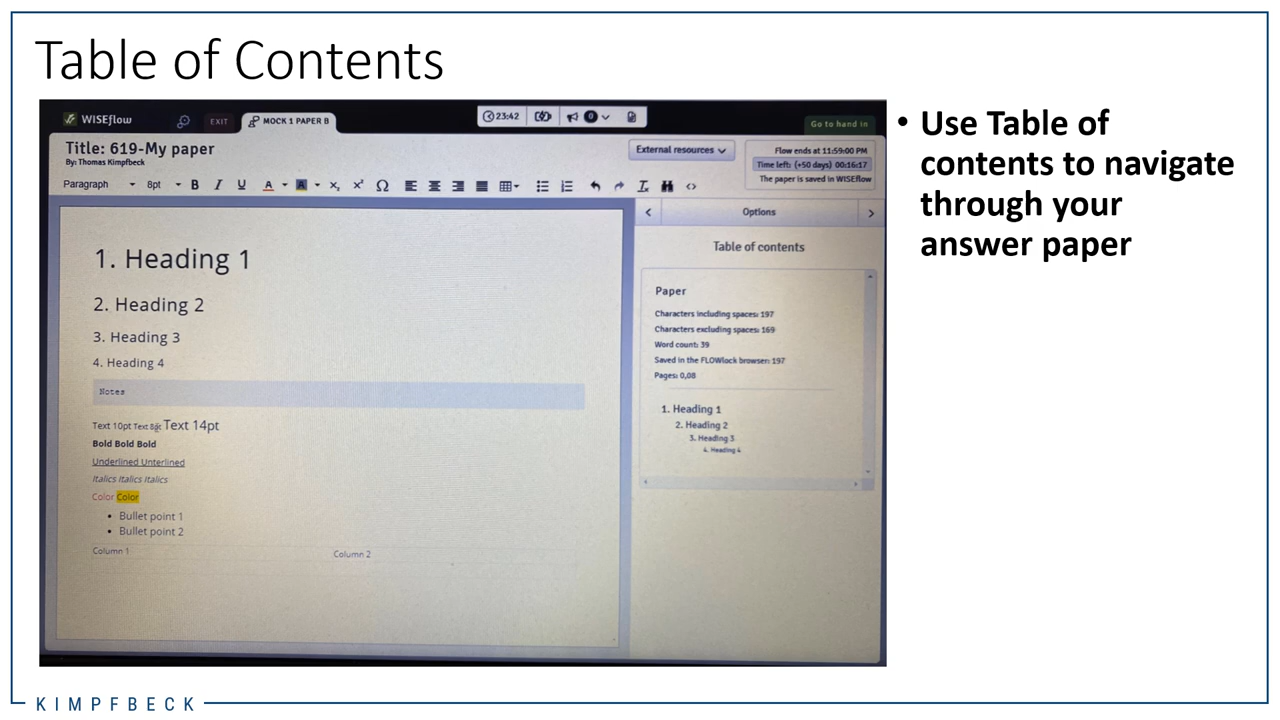 Table of Contents
WISEflow
EXIT
MOCK 1 PAPER B
23:42
0
Go to hand in
Title: 619-My paper
By: Thomas Kimpfbeck
External resources
Flow ends at 11:59:00 PM
Time left: (+50 days) 00:16:17
The paper is saved in WISEflow
Paragraph 8pt B I U A A x₂ x² Ω
Options
Table of contents
1. Heading 1
2. Heading 2
3. Heading 3
4. Heading 4
Notes
Text 10pt Text 8pt Text 14pt
Bold Bold Bold
Underlined Unterlined
Italics Italics Italics
Color Color
• Bullet point 1
• Bullet point 2
Column 1 Column 2
Paper
Characters including spaces: 197
Characters excluding spaces: 169
Word count: 39
Saved in the FLOWlock browser: 197
Pages: 0,08
1. Heading 1
2. Heading 2
3. Heading 3
4. Heading 4
• Use Table of
contents to navigate
through your
answer paper
KIMPFBECK